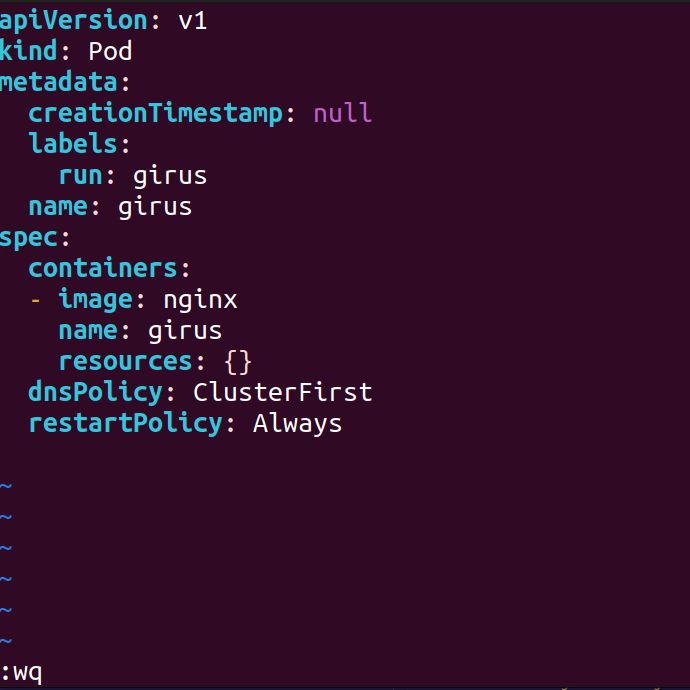 apiVersion: v1
kind: Pod
metadata:
  creationTimestamp: null
  labels:
    run: girus
  name: girus
spec:
  containers:
  - image: nginx
    name: girus
    resources: {}
  dnsPolicy: ClusterFirst
  restartPolicy: Always

~
~
~
~
~
~
:wq